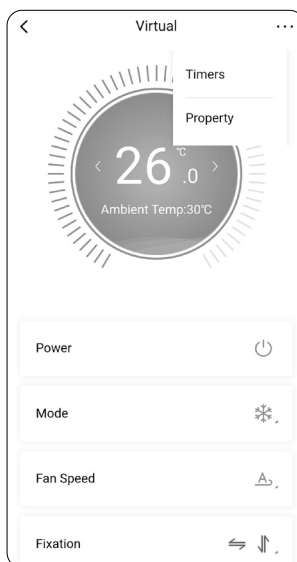 Virtual
Timers
Property
26.0 ℃
Ambient Temp:30℃
Power
Mode
A
Fan Speed
Fixation